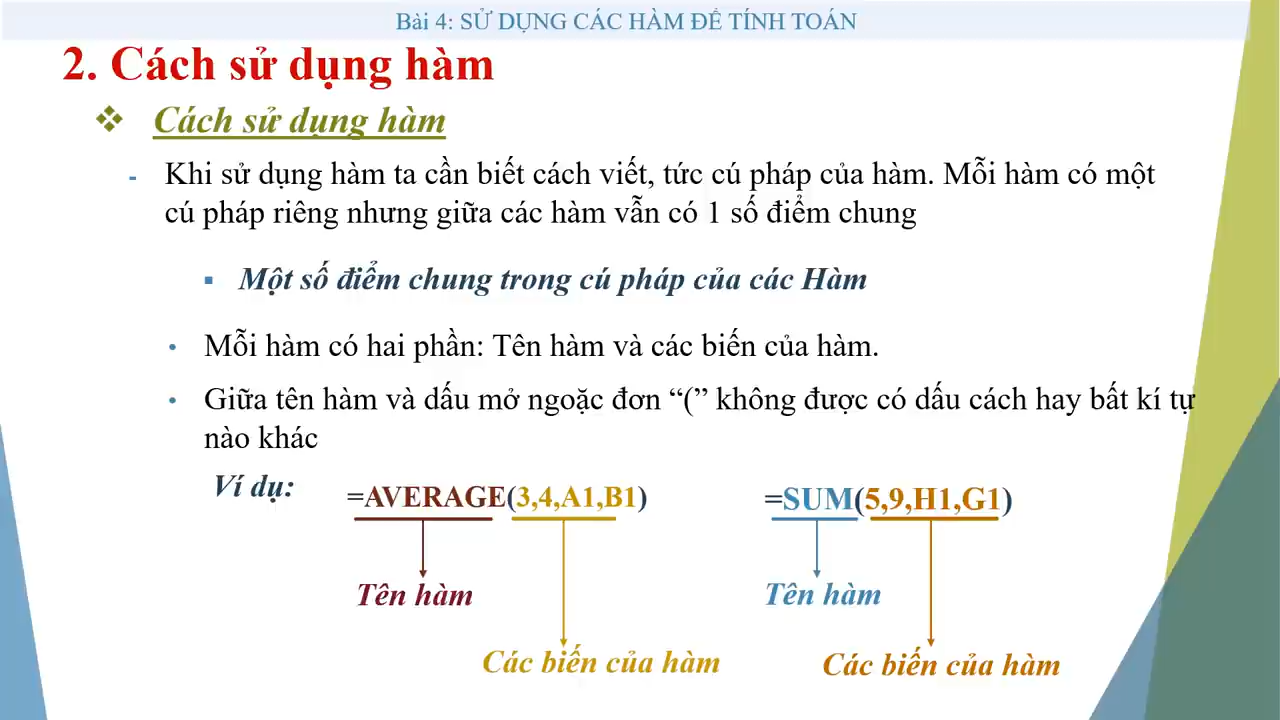 Bài 4: SỬ DỤNG CÁC HÀM ĐỂ TÍNH TOÁN
2. Cách sử dụng hàm
❖ Cách sử dụng hàm
- Khi sử dụng hàm ta cần biết cách viết, tức cú pháp của hàm. Mỗi hàm có một
cú pháp riêng nhưng giữa các hàm vẫn có 1 số điểm chung
▪ Một số điểm chung trong cú pháp của các Hàm
• Mỗi hàm có hai phần: Tên hàm và các biến của hàm.
• Giữa tên hàm và dấu mở ngoặc đơn “(” không được có dấu cách hay bất kí tự
nào khác
Ví dụ: =AVERAGE(3,4,A1,B1) =SUM(5,9,H1,G1)
Tên hàm Tên hàm
Các biến của hàm Các biến của hàm